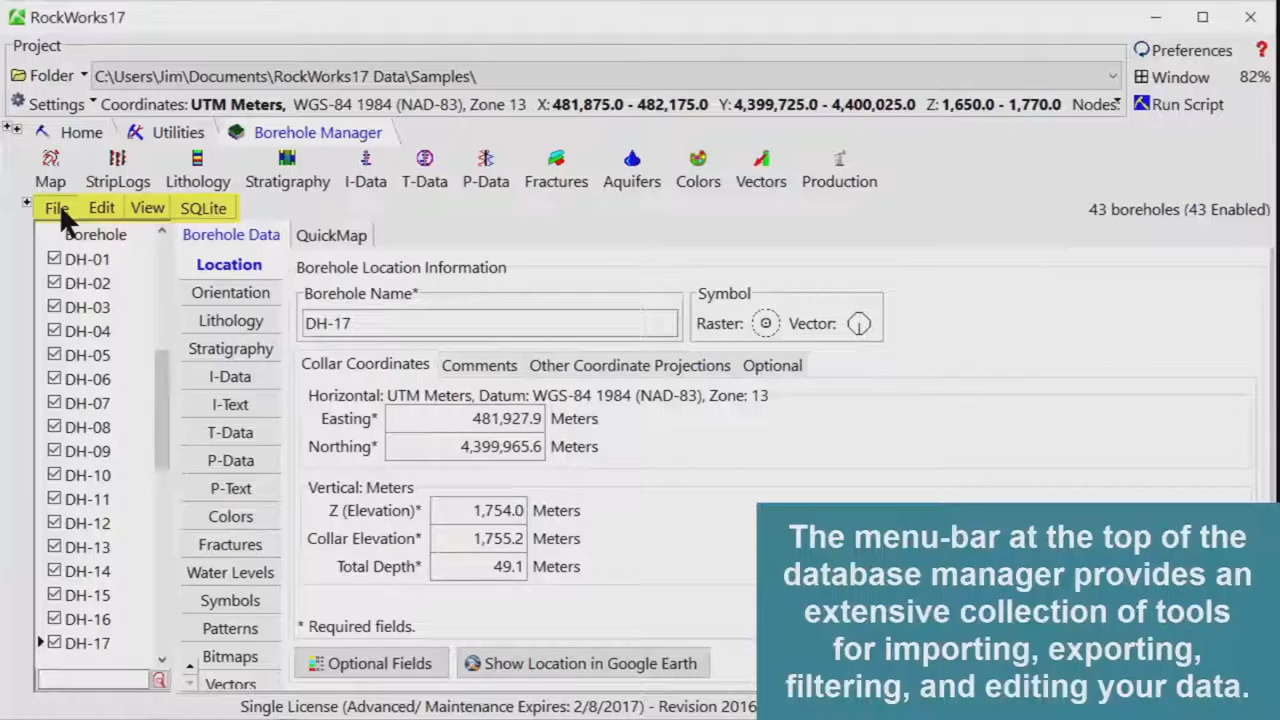 RockWorks17
Project
Folder C:\Users\Jim\Documents\RockWorks17 Data\Samples\
Preferences ?
Window 82%
Settings Coordinates: UTM Meters, WGS-84 1984 (NAD-83), Zone 13 X: 481,875.0 - 482,175.0 Y: 4,399,725.0 - 4,400,025.0 Z: 1,650.0 - 1,770.0 Nodes:
Run Script
Home Utilities Borehole Manager
Map StripLogs Lithology Stratigraphy I-Data T-Data P-Data Fractures Aquifers Colors Vectors Production
File Edit View SQLite 43 boreholes (43 Enabled)
Borehole
DH-01
DH-02
DH-03
DH-04
DH-05
DH-06
DH-07
DH-08
DH-09
DH-10
DH-11
DH-12
DH-13
DH-14
DH-15
DH-16
DH-17
Borehole Data QuickMap
Location
Orientation
Lithology
Stratigraphy
I-Data
I-Text
T-Data
P-Data
P-Text
Colors
Fractures
Water Levels
Symbols
Patterns
Bitmaps
Vectors
Borehole Location Information
Borehole Name*
DH-17
Symbol
Raster: Vector:
Collar Coordinates Comments Other Coordinate Projections Optional
Horizontal: UTM Meters, Datum: WGS-84 1984 (NAD-83), Zone: 13
Easting* 481,927.9 Meters
Northing* 4,399,965.6 Meters
Vertical: Meters
Z (Elevation)* 1,754.0 Meters
Collar Elevation* 1,755.2 Meters
Total Depth* 49.1 Meters
* Required fields.
Optional Fields Show Location in Google Earth
Single License (Advanced/ Maintenance Expires: 2/8/2017) - Revision 2016
The menu-bar at the top of the
database manager provides an
extensive collection of tools
for importing, exporting,
filtering, and editing your data.